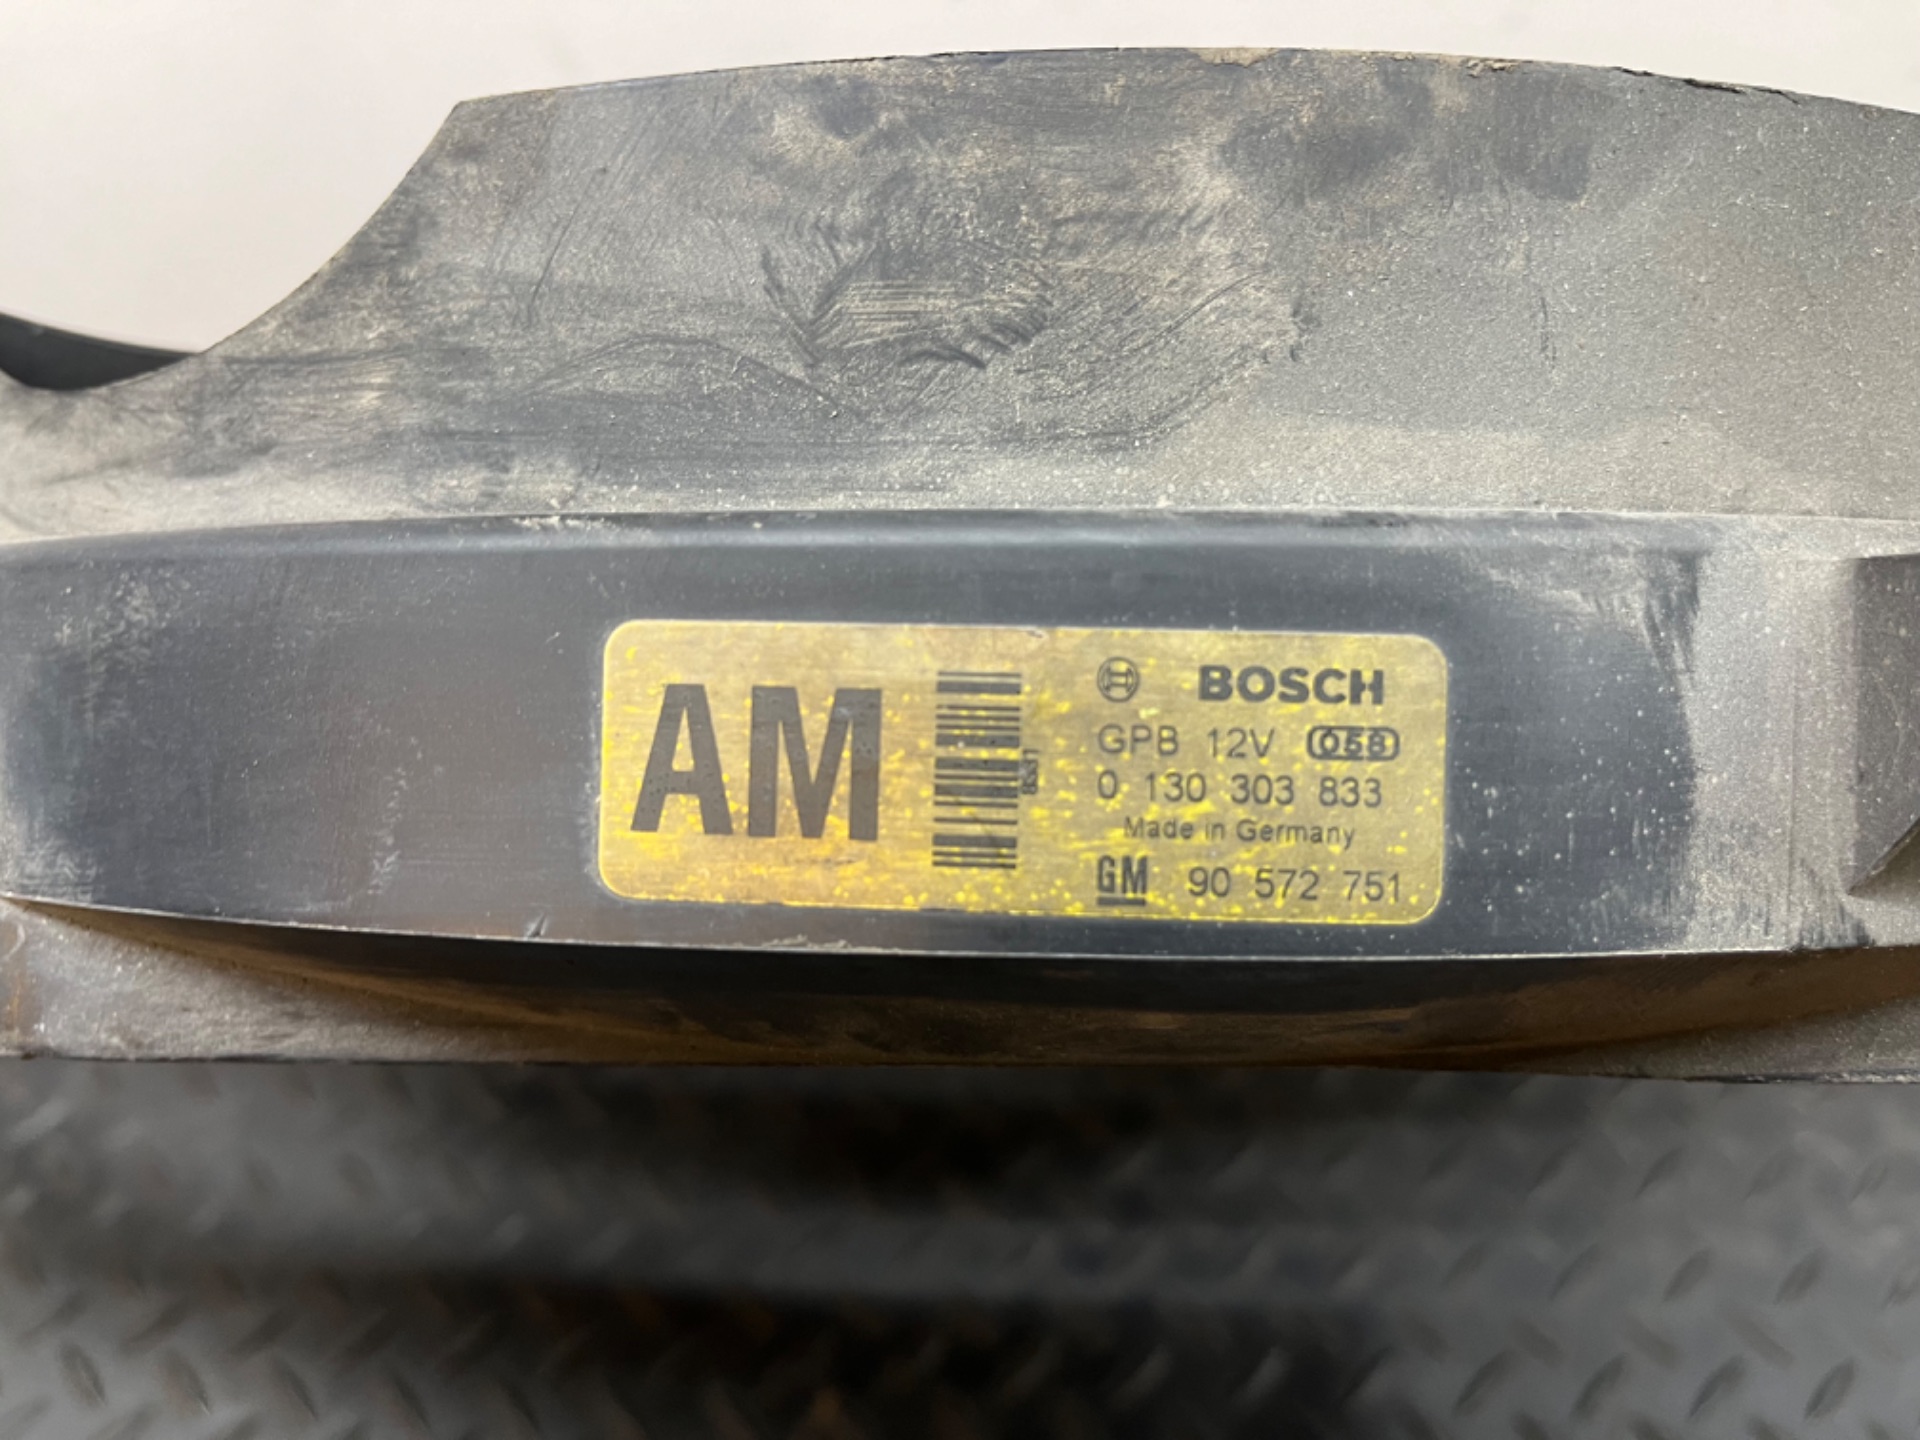 AM
BOSCH
GPB 12V 058
0 130 303 833
Made in Germany
GM 90 572 751